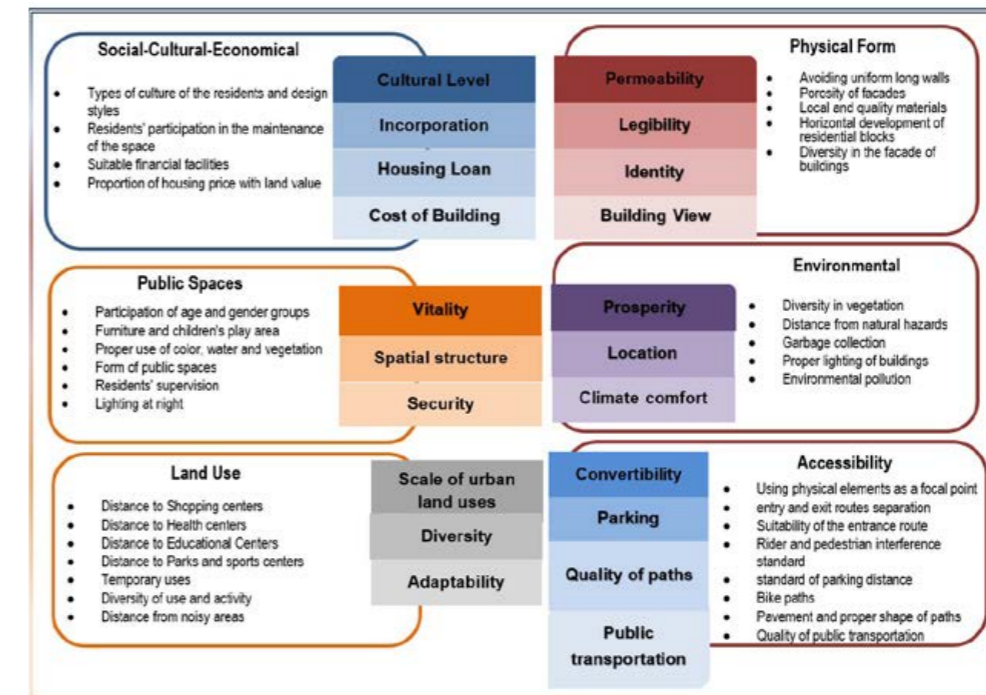 Social-Cultural-Economical
Types of culture of the residents and design
styles
Residents' participation in the maintenance
of the space
Suitable financial facilities
Proportion of housing price with land value
Cultural Level
Incorporation
Housing Loan
Cost of Building
Permeability
Legibility
Identity
Building View
Physical Form
Avoiding uniform long walls
Porosity of facades
Local and quality materials
Horizontal development of
residential blocks
Diversity in the facade of
buildings
Public Spaces
Participation of age and gender groups
Furniture and children's play area
Proper use of color, water and vegetation
Form of public spaces
Residents' supervision
Lighting at night
Vitality
Spatial structure
Security
Prosperity
Location
Climate comfort
Environmental
Diversity in vegetation
Distance from natural hazards
Garbage collection
Proper lighting of buildings
Environmental pollution
Land Use
Distance to Shopping centers
Distance to Health centers
Distance to Educational Centers
Distance to Parks and sports centers
Temporary uses
Diversity of use and activity
Distance from noisy areas
Scale of urban
land uses
Diversity
Adaptability
Convertibility
Parking
Quality of paths
Public
transportation
Accessibility
Using physical elements as a focal point
entry and exit routes separation
Suitability of the entrance route
Rider and pedestrian interference
standard
standard of parking distance
Bike paths
Pavement and proper shape of paths
Quality of public transportation